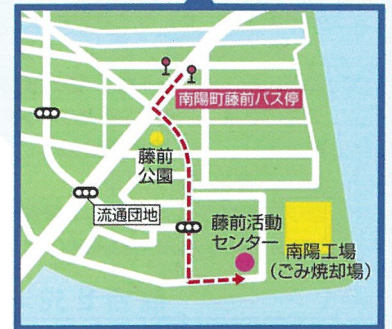 南陽町藤前バス停
藤前
公園
流通団地
藤前活動
センター
南陽工場
(ごみ焼却場)